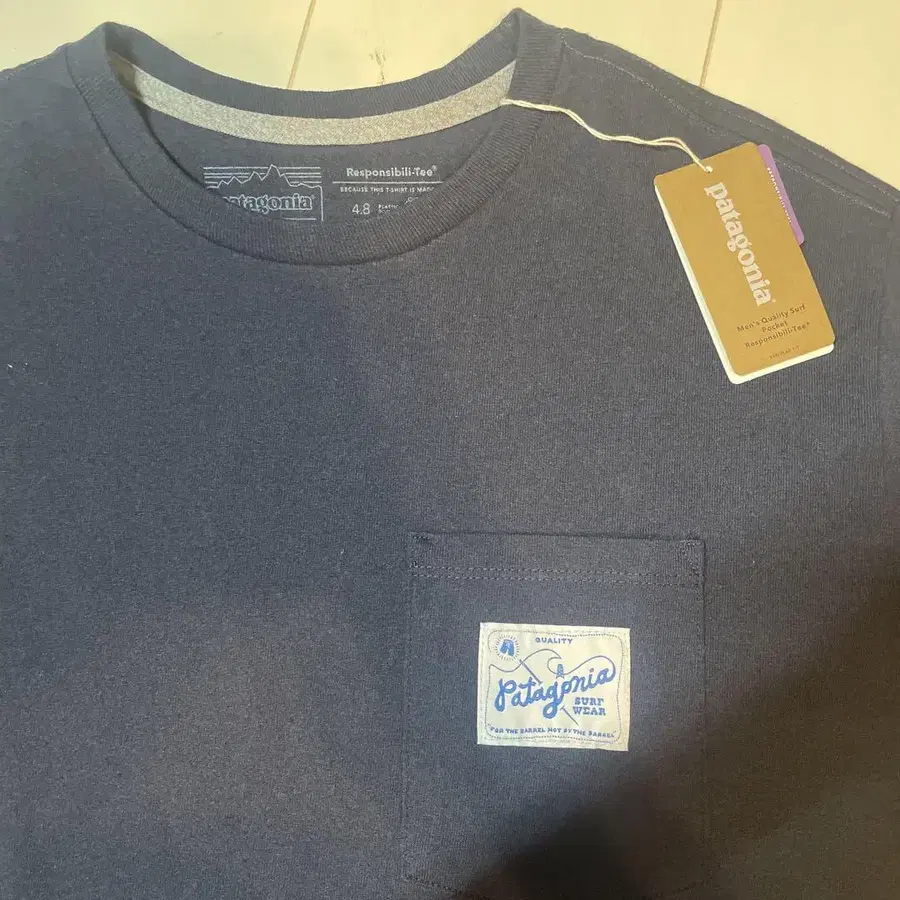 patagonia
Responsibili-Tee®
BECAUSE THIS T-SHIRT IS MADE
4.8
patagonia®
Men's Quality Surf
Pocket
Responsibili-Tee®
QUALITY
Patagonia
SURF
WEAR
"FOR THE BARREL NOT BY THE BARREL"